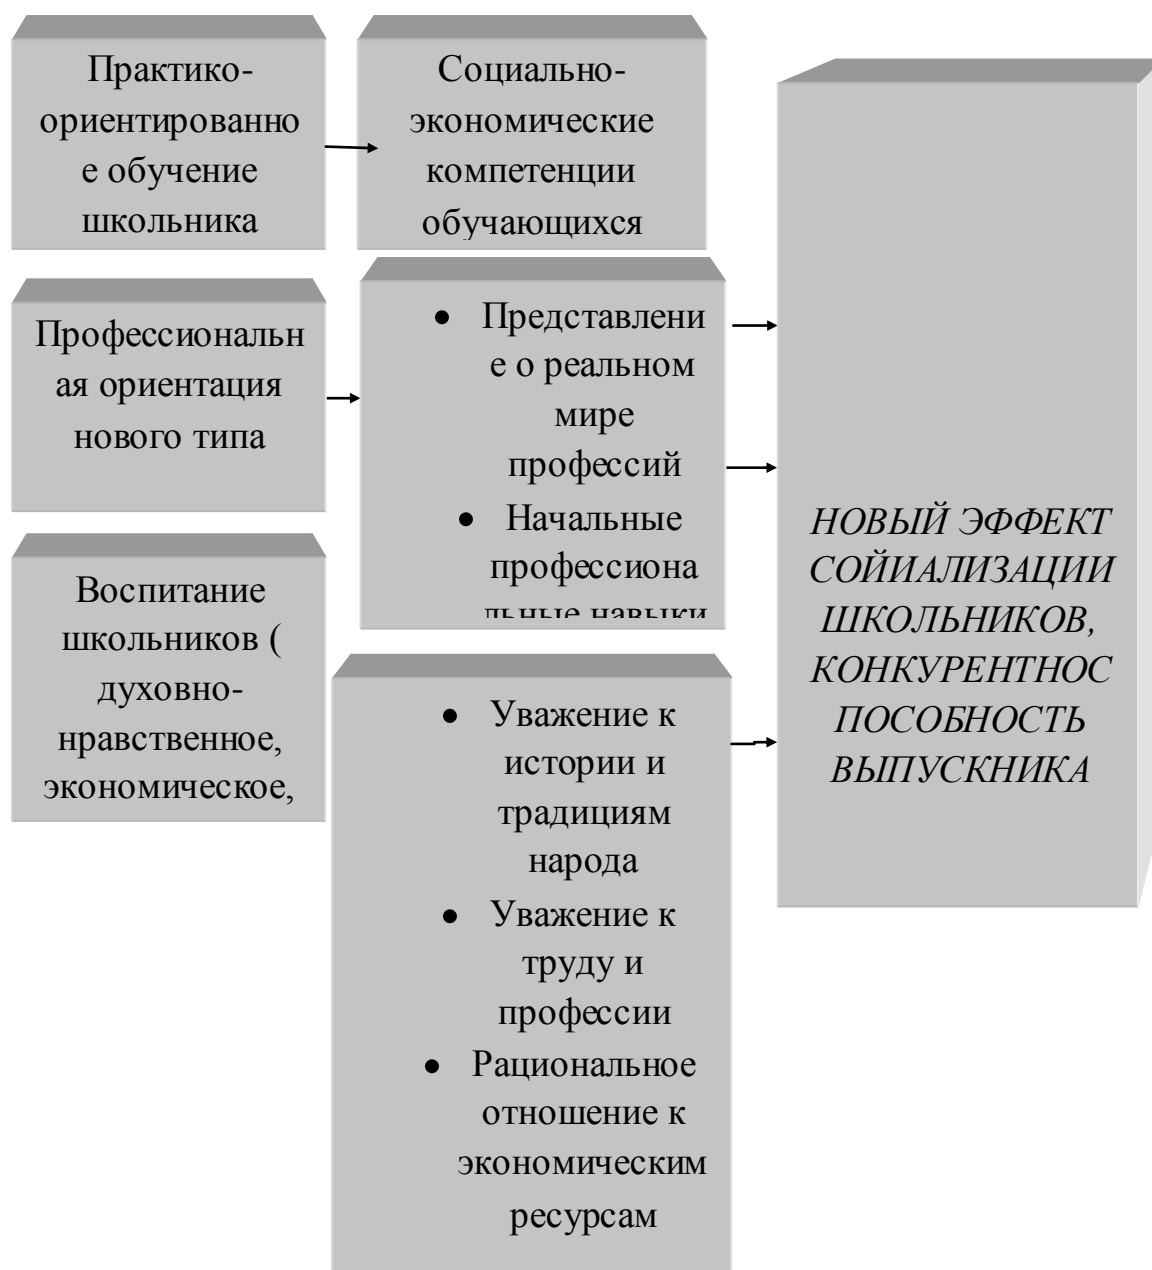 Практико-
ориентированно
е обучение
школьника
Социально-
экономические
компетенции
обучающихся
Профессиональн
ая ориентация
нового типа
• Представлени
е о реальном
мире
профессий
• Начальные
профессиона
льные навыки
Воспитание
школьников (
духовно-
нравственное,
экономическое,
• Уважение к
истории и
традициям
народа
• Уважение к
труду и
профессии
• Рациональное
отношение к
экономическим
ресурсам
НОВЫЙ ЭФФЕКТ
СОЙИАЛИЗАЦИИ
ШКОЛЬНИКОВ,
КОНКУРЕНТНОС
ПОСОБНОСТЬ
ВЫПУСКНИКА